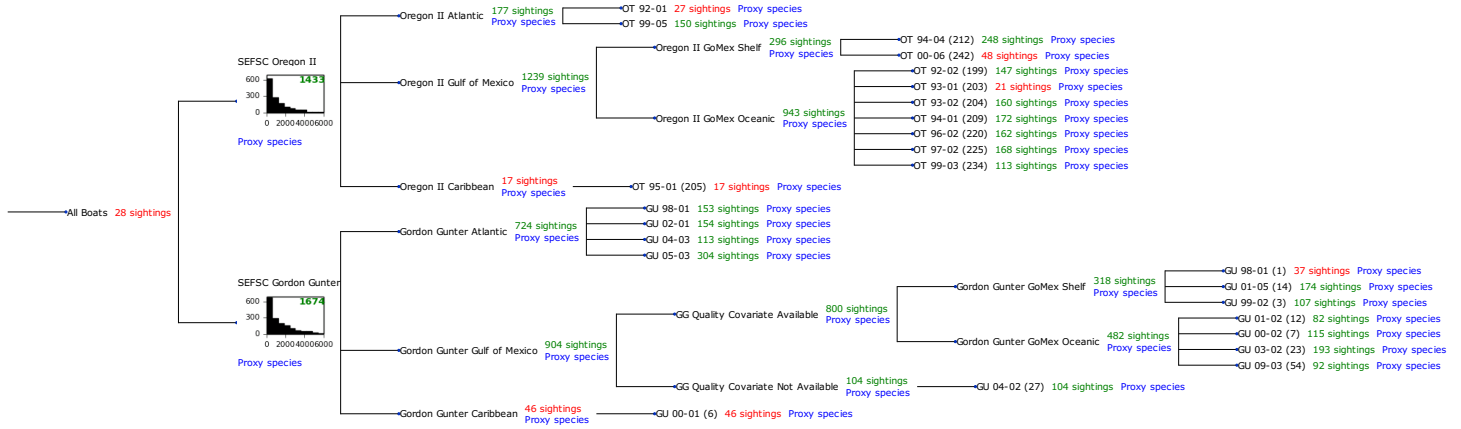 All Boats 28 sightings
SEFSC Oregon II
600
300
0
1433
0 2000 4000 6000
Proxy species
Oregon II Atlantic 177 sightings
Proxy species
OT 92-01 27 sightings Proxy species
OT 99-05 150 sightings Proxy species
Oregon II Gulf of Mexico 1239 sightings
Proxy species
Oregon II GoMex Shelf 296 sightings
Proxy species
OT 94-04 (212) 248 sightings Proxy species
OT 00-06 (242) 48 sightings Proxy species
Oregon II GoMex Oceanic 943 sightings
Proxy species
OT 92-02 (199) 147 sightings Proxy species
OT 93-01 (203) 21 sightings Proxy species
OT 93-02 (204) 160 sightings Proxy species
OT 94-01 (209) 172 sightings Proxy species
OT 96-02 (220) 162 sightings Proxy species
OT 97-02 (225) 168 sightings Proxy species
OT 99-03 (234) 113 sightings Proxy species
Oregon II Caribbean 17 sightings
Proxy species
OT 95-01 (205) 17 sightings Proxy species
SEFSC Gordon Gunter
600
300
0
1674
0 2000 4000 6000
Proxy species
Gordon Gunter Atlantic 724 sightings
Proxy species
GU 98-01 153 sightings Proxy species
GU 02-01 154 sightings Proxy species
GU 04-03 113 sightings Proxy species
GU 05-03 304 sightings Proxy species
Gordon Gunter Gulf of Mexico 904 sightings
Proxy species
GG Quality Covariate Available 800 sightings
Proxy species
Gordon Gunter GoMex Shelf 318 sightings
Proxy species
GU 98-01 (1) 37 sightings Proxy species
GU 01-05 (14) 174 sightings Proxy species
GU 99-02 (3) 107 sightings Proxy species
Gordon Gunter GoMex Oceanic 482 sightings
Proxy species
GU 01-02 (12) 82 sightings Proxy species
GU 00-02 (7) 115 sightings Proxy species
GU 03-02 (23) 193 sightings Proxy species
GU 09-03 (54) 92 sightings Proxy species
GG Quality Covariate Not Available 104 sightings
Proxy species
GU 04-02 (27) 104 sightings Proxy species
Gordon Gunter Caribbean 46 sightings
Proxy species
GU 00-01 (6) 46 sightings Proxy species